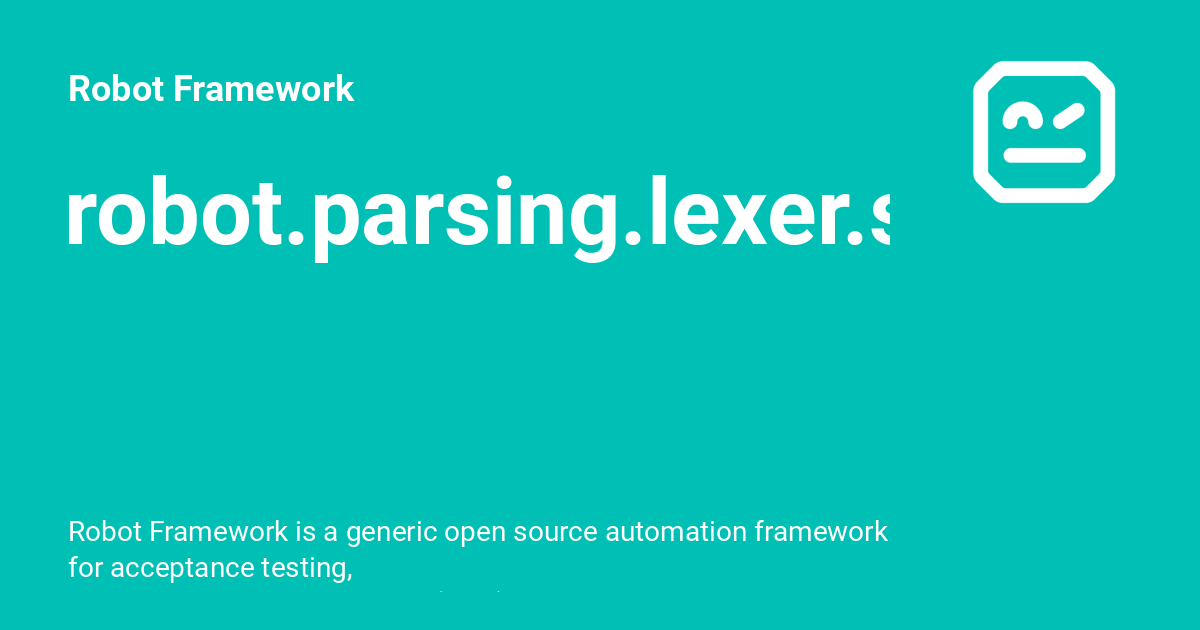 Robot Framework
robot.parsing.lexer.s
Robot Framework is a generic open source automation framework
for acceptance testing,